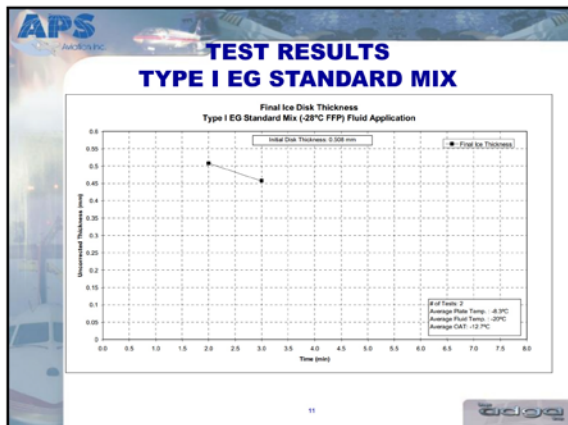 APS
Aviation Inc.
TEST RESULTS
TYPE I EG STANDARD MIX
Final Ice Disk Thickness
Type I EG Standard Mix (-28ºC FFP) Fluid Application
Initial Disk Thickness: 0.508 mm
Final Ice Thickness
Uncorrected Thickness (mm)
0.6
0.55
0.5
0.45
0.4
0.35
0.3
0.25
0.2
0.15
0.1
0.05
0
# of Tests: 2
Average Plate Temp. : -8.3ºC
Average Fluid Temp. : -20ºC
Average OAT: -12.7ºC
0.0 0.5 1.0 1.5 2.0 2.5 3.0 3.5 4.0 4.5 5.0 5.5 6.0 6.5 7.0 7.5 8.0
Time (min)
11